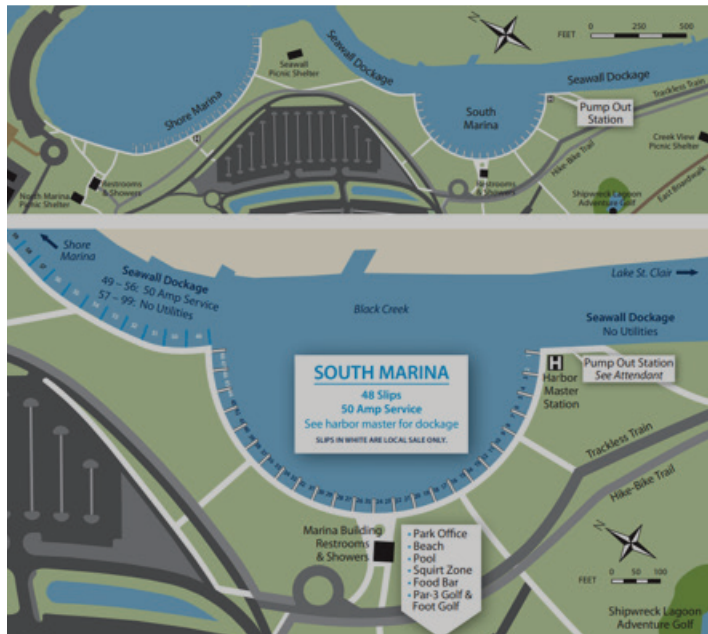 N
FEET
0 250 500
Seawall
Picnic Shelter
Seawall Dockage
Seawall Dockage
Shore Marina
H
South
Marina
H
Pump Out
Station
Trackless Train
Creek View
Picnic Shelter
Hike-Bike Trail
Restrooms
& Showers
North Marina
Picnic Shelter
Restrooms
& Showers
Shipwreck Lagoon
Adventure Golf
East Boardwalk
Shore
Marina
Seawall Dockage
49 – 56: 50 Amp Service
57 – 99: No Utilities
Lake St. Clair
Black Creek
Seawall Dockage
No Utilities
SOUTH MARINA
48 Slips
50 Amp Service
See harbor master for dockage
SLIPS IN WHITE ARE LOCAL SALE ONLY.
H
Harbor
Master
Station
Pump Out Station
See Attendant
Trackless Train
Hike-Bike Trail
Marina Building
Restrooms
& Showers
• Park Office
• Beach
• Pool
• Squirt Zone
• Food Bar
• Par-3 Golf &
Foot Golf
N
FEET
0 50 100
Shipwreck Lagoon
Adventure Golf